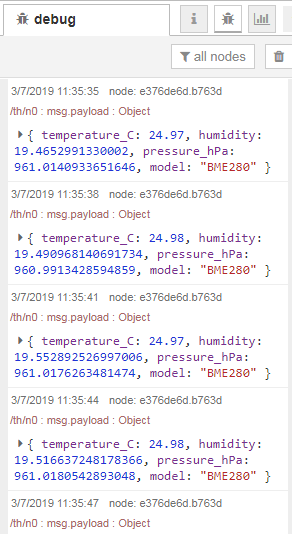 debug
all nodes
3/7/2019 11:35:35 node: e376de6d.b763d
/th/n0 : msg.payload : Object
{ temperature_C: 24.97, humidity:
19.4652991330002, pressure_hPa:
961.0140933651646, model: "BME280" }
3/7/2019 11:35:38 node: e376de6d.b763d
/th/n0 : msg.payload : Object
{ temperature_C: 24.98, humidity:
19.490968140691734, pressure_hPa:
960.9913428594859, model: "BME280" }
3/7/2019 11:35:41 node: e376de6d.b763d
/th/n0 : msg.payload : Object
{ temperature_C: 24.97, humidity:
19.552892526997006, pressure_hPa:
961.0176263481474, model: "BME280" }
3/7/2019 11:35:44 node: e376de6d.b763d
/th/n0 : msg.payload : Object
{ temperature_C: 24.98, humidity:
19.516637248178366, pressure_hPa:
961.0180542893048, model: "BME280" }
3/7/2019 11:35:47 node: e376de6d.b763d
/th/n0 : msg.payload : Object